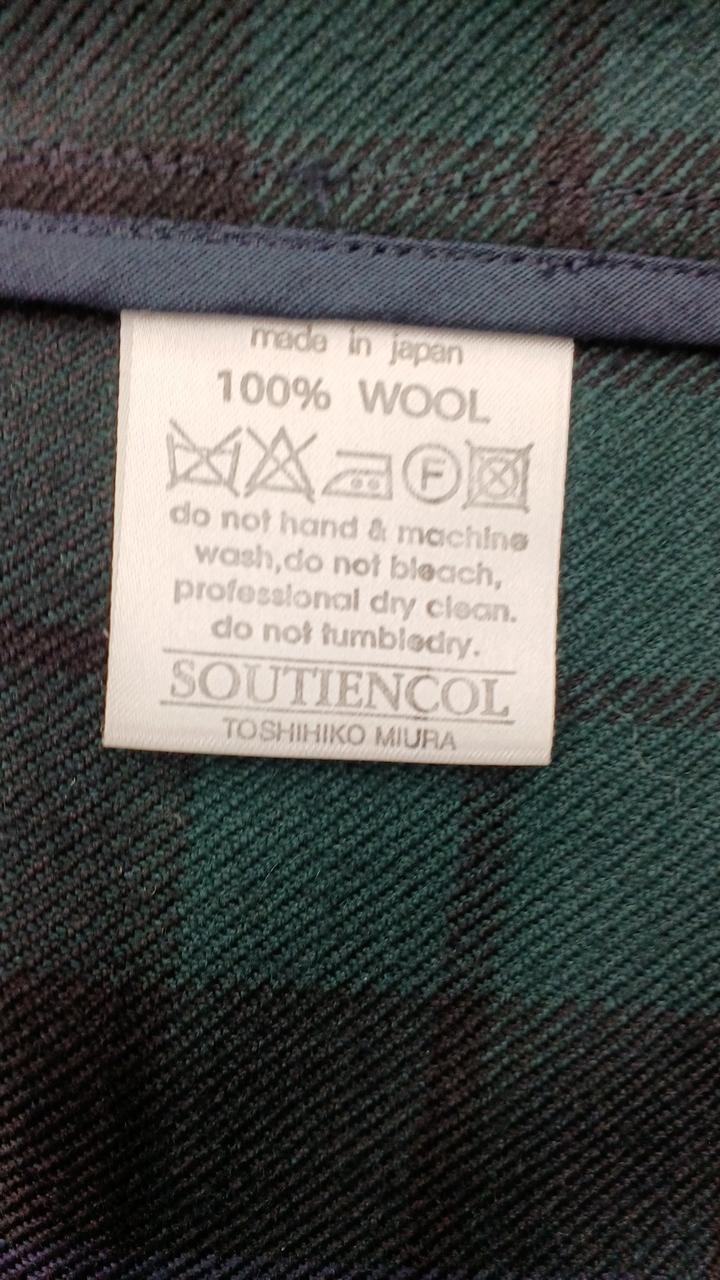 made in japan
100% WOOL
F
do not hand & machine
wash,do not bleach,
professional dry clean.
do not tumbledry.
SOUTIENCOL
TOSHIHIKO MIURA